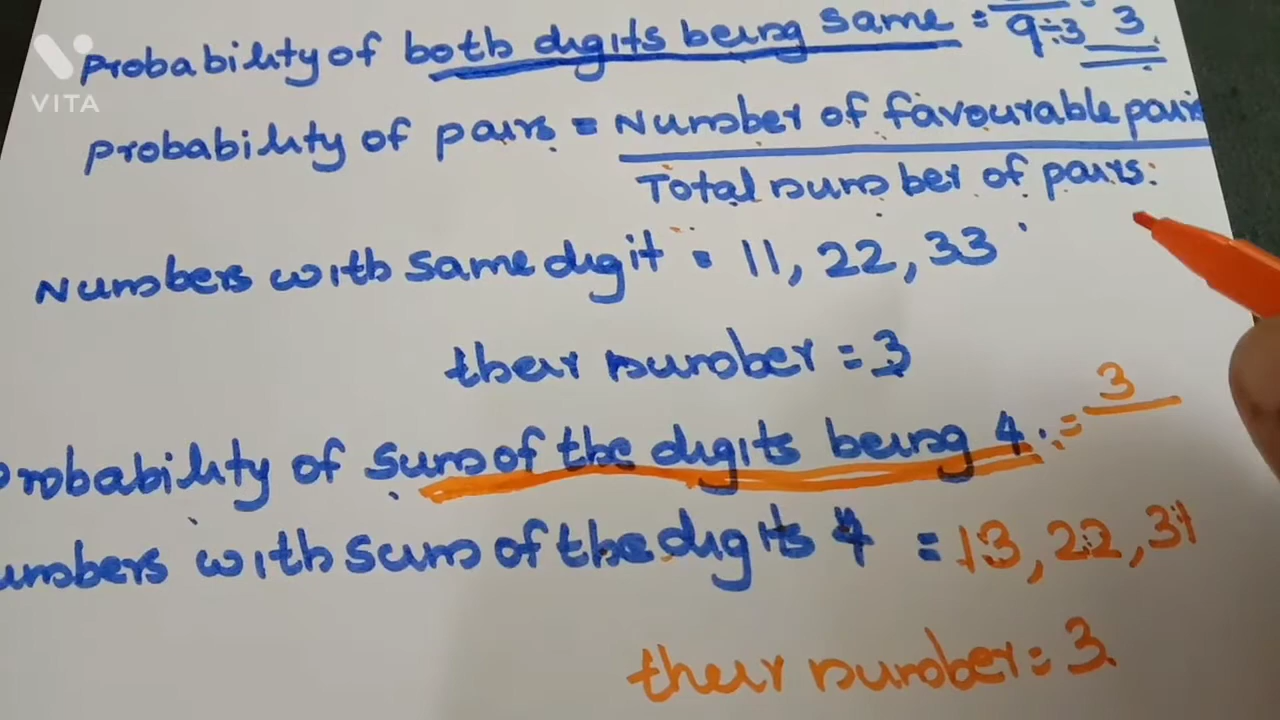 VITA
Probability of both digits being same = 9÷3 3
Probability of pairs = Number of favourable pairs
Total number of pairs.
Numbers with same digit = 11, 22, 33
their number = 3
Probability of sum of the digits being 4. = 3
umbers with sum of the digits 4 = 13, 22, 31
their number = 3